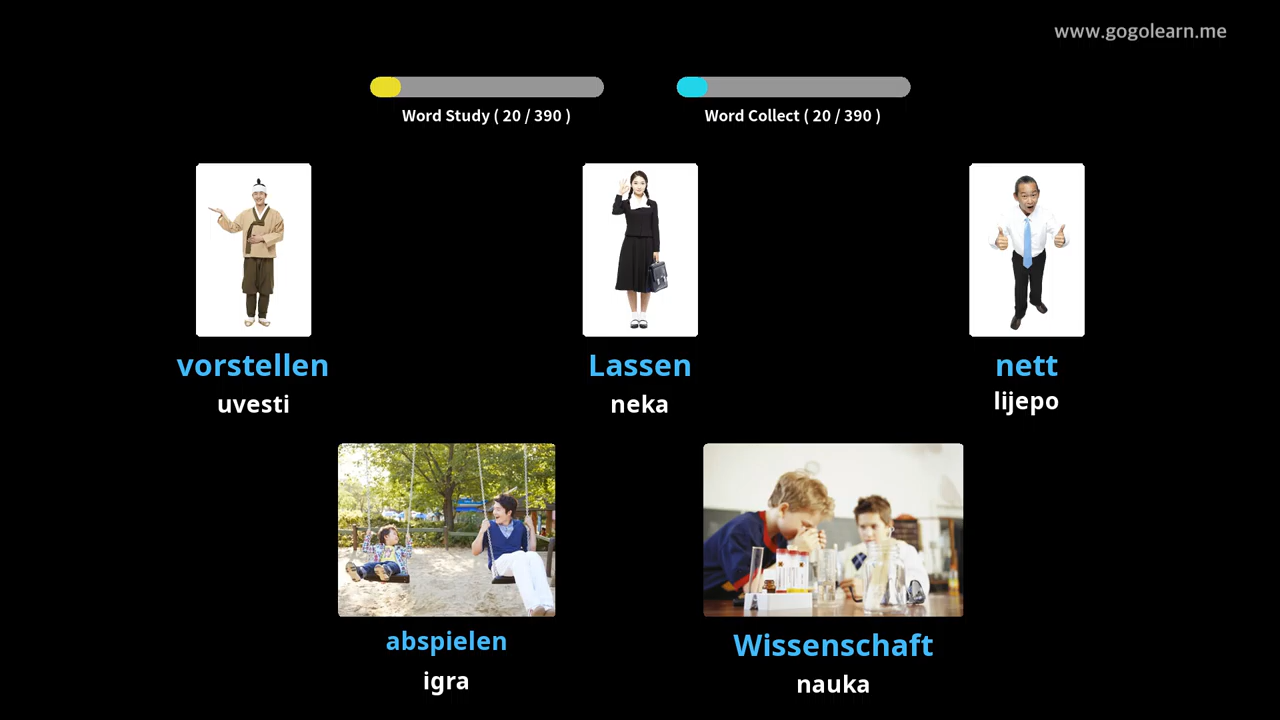 www.gogolearn.me
Word Study ( 20 / 390 )
Word Collect ( 20 / 390 )
vorstellen
uvesti
Lassen
neka
nett
lijepo
abspielen
igra
Wissenschaft
nauka